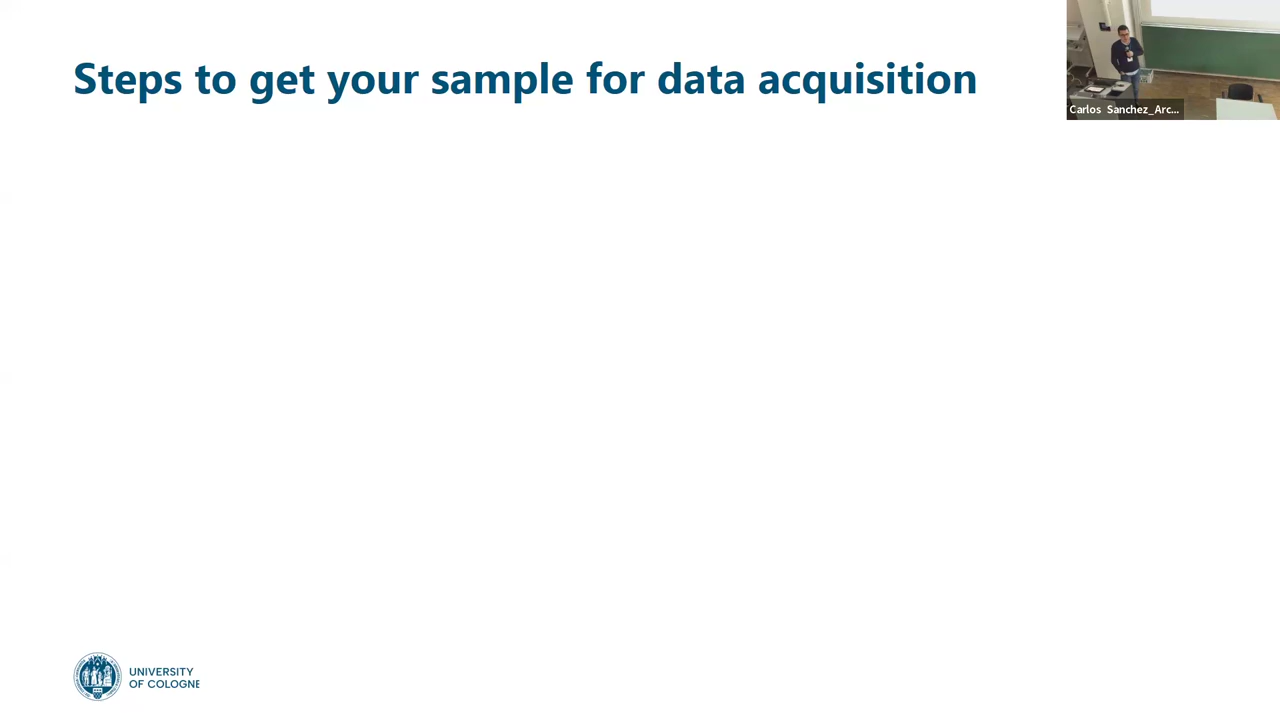 Steps to get your sample for data acquisition
Carlos Sanchez_Arc...
UNIVERSITY
OF COLOGNE